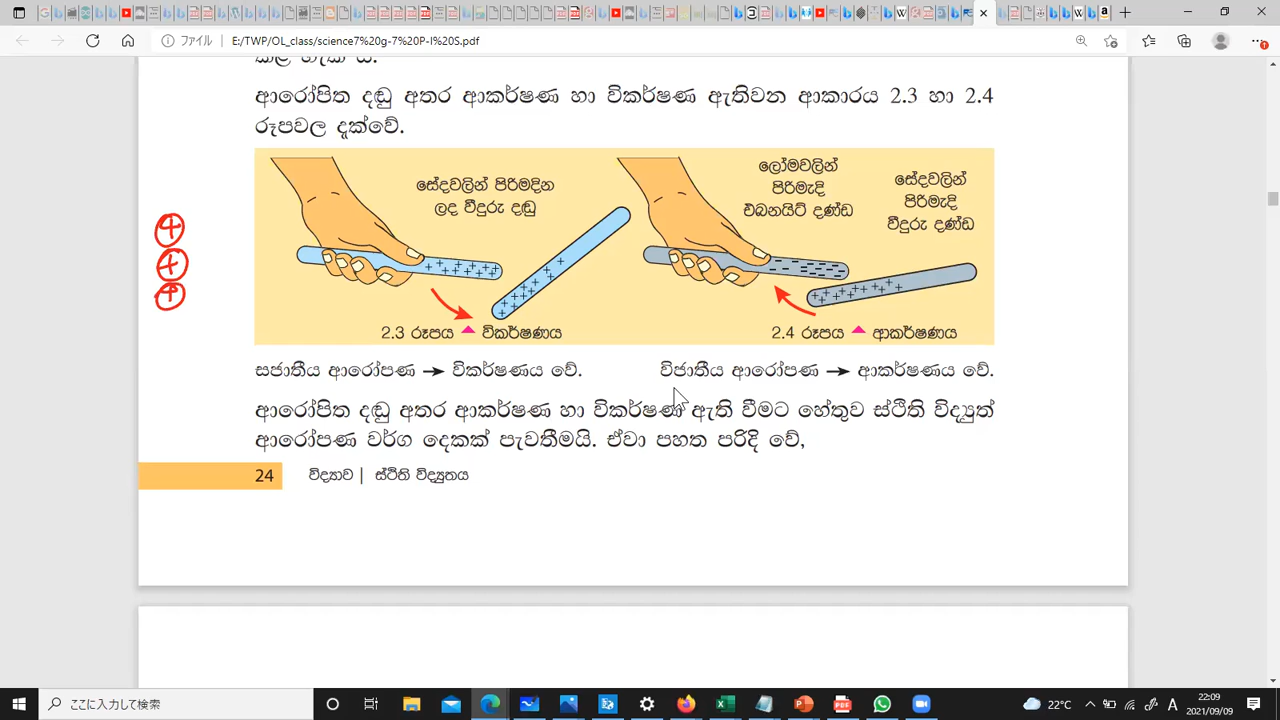 ファイル
E:/TWP/OL_class/science7%20g-7%20P-I%20S.pdf
ආරෝපිත දඬු අතර ආකර්ෂණ හා විකර්ෂණ ඇතිවන ආකාරය 2.3 හා 2.4
රූපවල දැක්වේ.
සේදවලින් පිරිමදින
ලද වීදුරු දඬු
2.3 රූපය ▲ විකර්ෂණය
ලෝමවලින්
පිරිමැදි
එබනයිට් දණ්ඩ
සේදවලින්
පිරිමැදි
වීදුරු දණ්ඩ
2.4 රූපය ▲ ආකර්ෂණය
සජාතීය ආරෝපණ → විකර්ෂණය වේ.
විජාතීය ආරෝපණ → ආකර්ෂණය වේ.
ආරෝපිත දඬු අතර ආකර්ෂණ හා විකර්ෂණ ඇති වීමට හේතුව ස්ථිති විද්‍යුත්
ආරෝපණ වර්ග දෙකක් පැවතීමයි. ඒවා පහත පරිදි වේ,
24 විද්‍යාව | ස්ථිති විද්‍යුතය
ここに入力して検索
22°C
A
22:09
2021/09/09